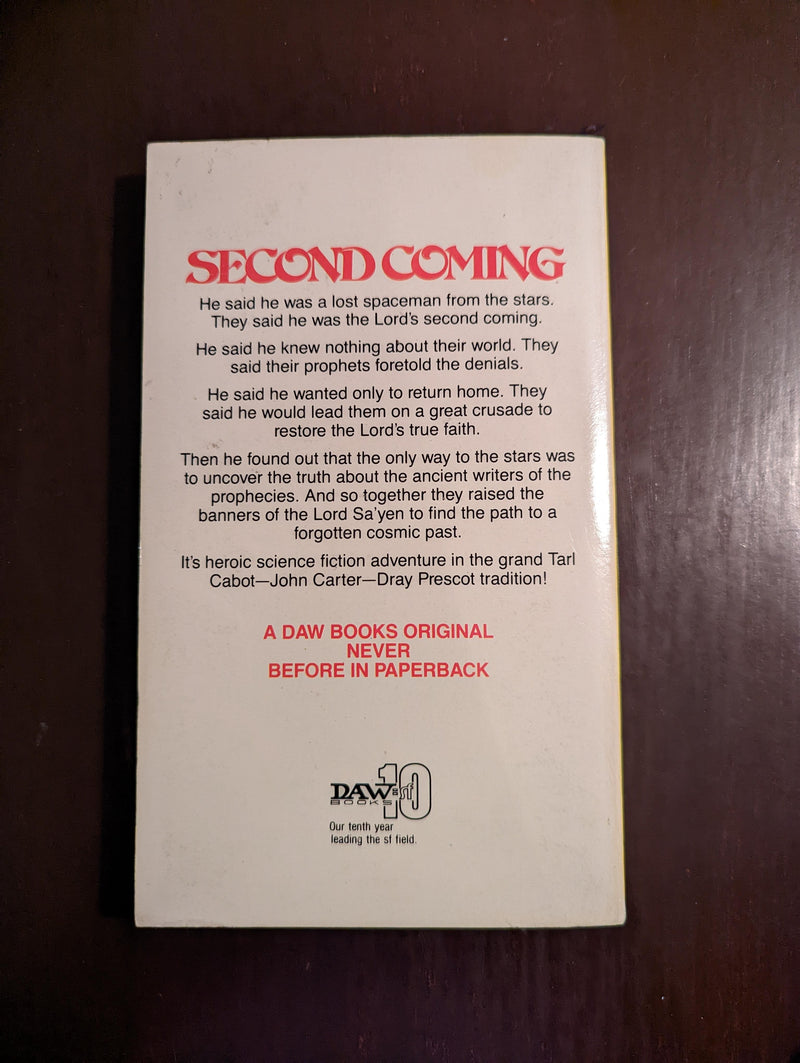 SECOND COMING
He said he was a lost spaceman from the stars.
They said he was the Lord's second coming.
He said he knew nothing about their world. They
said their prophets foretold the denials.
He said he wanted only to return home. They
said he would lead them on a great crusade to
restore the Lord's true faith.
Then he found out that the only way to the stars was
to uncover the truth about the ancient writers of the
prophecies. And so together they raised the
banners of the Lord Sa'yen to find the path to a
forgotten cosmic past.
It's heroic science fiction adventure in the grand Tarl
Cabot—John Carter—Dray Prescot tradition!
A DAW BOOKS ORIGINAL
NEVER
BEFORE IN PAPERBACK
DAW sf 10
BOOKS
Our tenth year
leading the sf field.